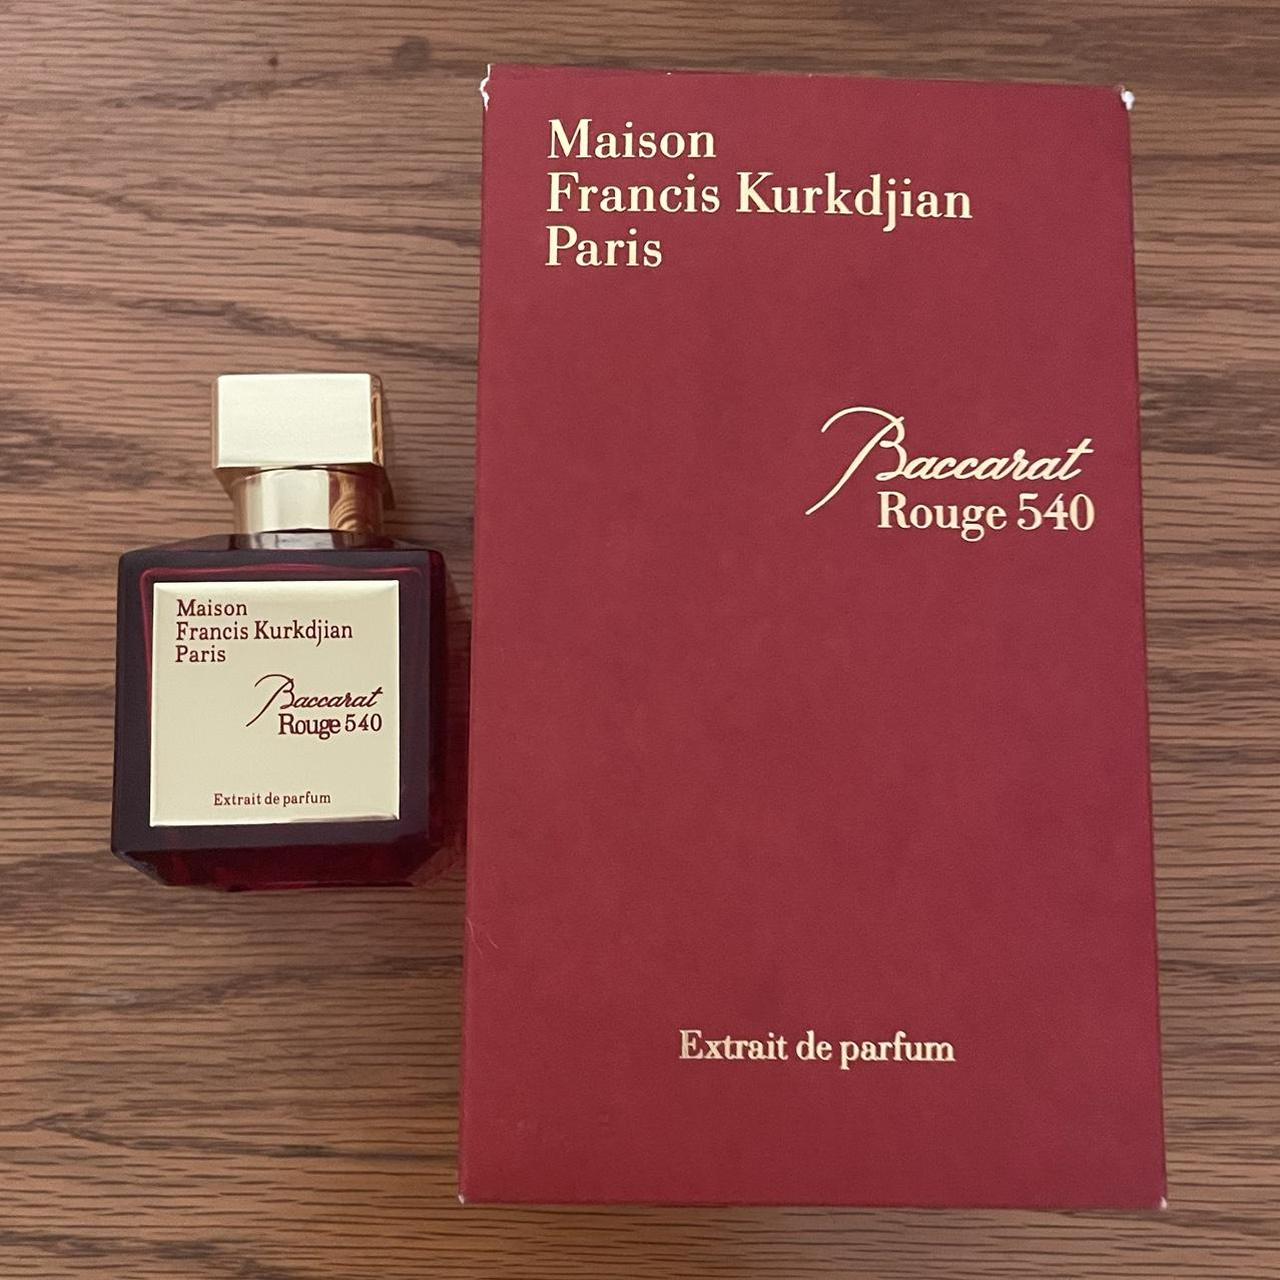 Maison
Francis Kurkdjian
Paris
Baccarat
Rouge 540
Extrait de parfum
Maison
Francis Kurkdjian
Paris
Baccarat
Rouge 540
Extrait de parfum